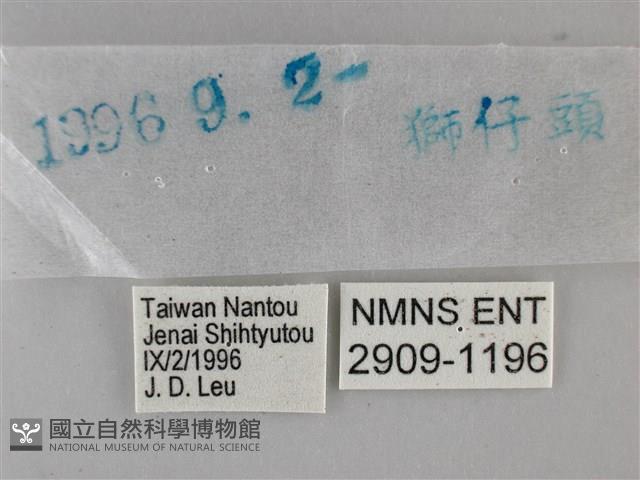 1996 9. 2- 獅仔頭
Taiwan Nantou
Jenai Shihtyutou
IX/2/1996
J. D. Leu
NMNS ENT
2909-1196
國立自然科學博物館
NATIONAL MUSEUM OF NATURAL SCIENCE